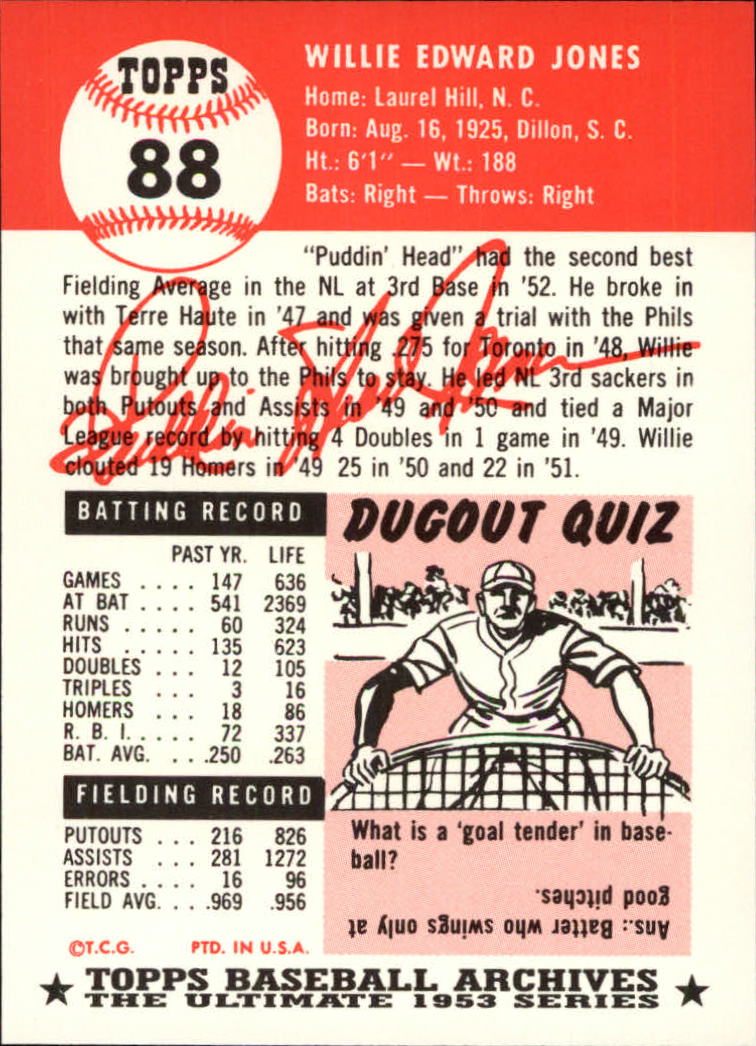 TOPPS
88
WILLIE EDWARD JONES
Home: Laurel Hill, N. C.
Born: Aug. 16, 1925, Dillon, S. C.
Ht.: 6'1" — Wt.: 188
Bats: Right — Throws: Right
"Puddin' Head" had the second best
Fielding Average in the NL at 3rd Base in '52. He broke in
with Terre Haute in '47 and was given a trial with the Phils
that same season. After hitting .275 for Toronto in '48, Willie
was brought up to the Phils to stay. He led NL 3rd sackers in
both Putouts and Assists in '49 and '50 and tied a Major
League record by hitting 4 Doubles in 1 game in '49. Willie
clouted 19 Homers in '49 25 in '50 and 22 in '51.
Puddin' Head Jones
BATTING RECORD
PAST YR. LIFE
GAMES .... 147 636
AT BAT .... 541 2369
RUNS ..... 60 324
HITS ..... 135 623
DOUBLES ... 12 105
TRIPLES ... 3 16
HOMERS ... 18 86
R. B. I. .... 72 337
BAT. AVG. ... .250 .263
FIELDING RECORD
PUTOUTS ... 216 826
ASSISTS ... 281 1272
ERRORS .... 16 96
FIELD AVG. ... .969 .956
©T.C.G. PTD. IN U.S.A.
DUGOUT QUIZ
What is a 'goal tender' in base-
ball?
Ans.: Batter who swings only at
good pitches.
TOPPS BASEBALL ARCHIVES
THE ULTIMATE 1953 SERIES